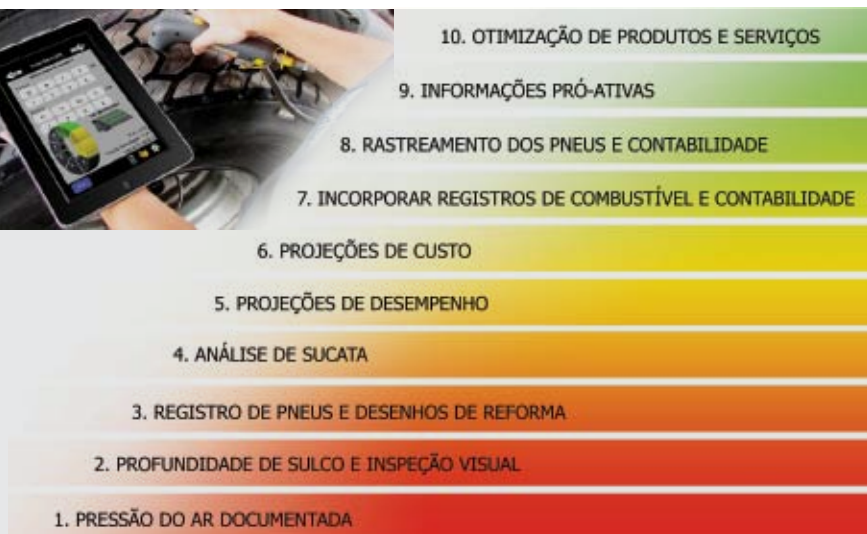 10. OTIMIZAÇÃO DE PRODUTOS E SERVIÇOS
9. INFORMAÇÕES PRÓ-ATIVAS
8. RASTREAMENTO DOS PNEUS E CONTABILIDADE
7. INCORPORAR REGISTROS DE COMBUSTÍVEL E CONTABILIDADE
6. PROJEÇÕES DE CUSTO
5. PROJEÇÕES DE DESEMPENHO
4. ANÁLISE DE SUCATA
3. REGISTRO DE PNEUS E DESENHOS DE REFORMA
2. PROFUNDIDADE DE SULCO E INSPEÇÃO VISUAL
1. PRESSÃO DO AR DOCUMENTADA